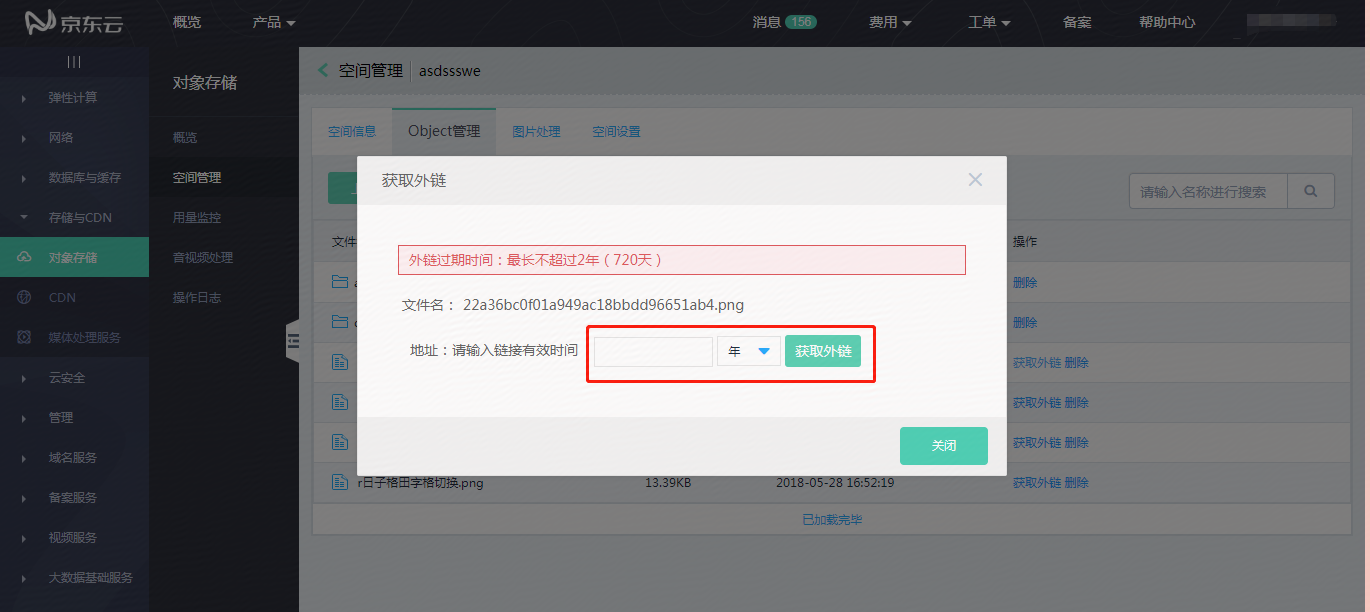 京东云 概览 产品 消息 156 费用 工单 备案 帮助中心
弹性计算
网络
数据库与缓存
存储与CDN
对象存储
CDN
媒体处理服务
云安全
管理
域名服务
备案服务
视频服务
大数据基础服务
对象存储
概览
空间管理
用量监控
音视频处理
操作日志
空间管理 asdssswe
空间信息 Object管理 图片处理 空间设置
请输入名称进行搜索
文件 操作
删除
删除
获取外链 删除
获取外链 删除
获取外链 删除
r日子格田字格切换.png 13.39KB 2018-05-28 16:52:19 获取外链 删除
已加载完毕
获取外链
外链过期时间：最长不超过2年（720天）
文件名： 22a36bc0f01a949ac18bbdd96651ab4.png
地址：请输入链接有效时间 年 获取外链
关闭